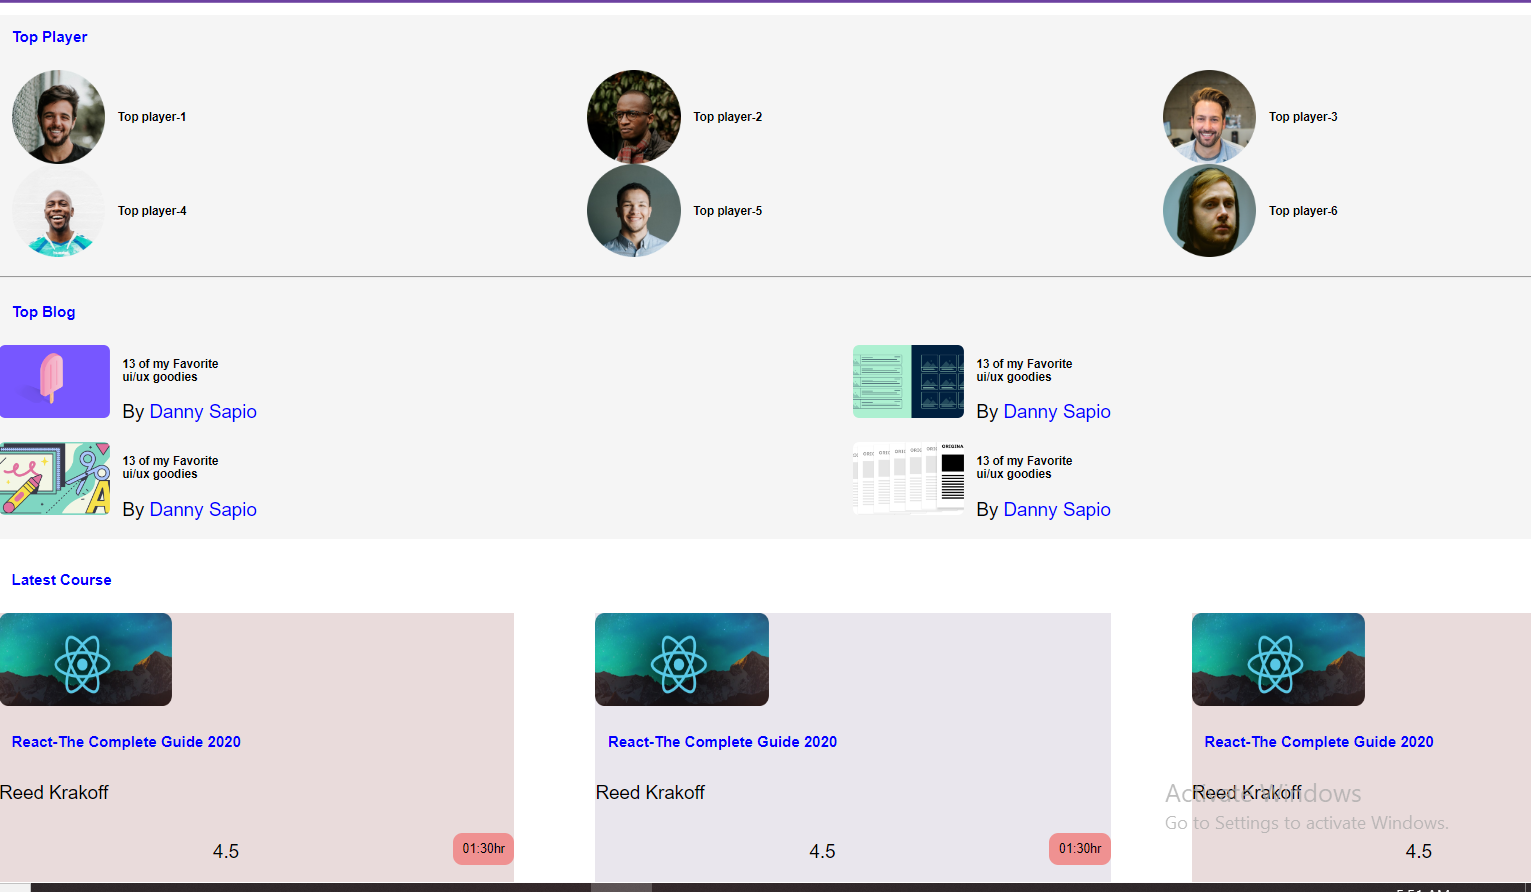 Top Player
Top player-1
Top player-2
Top player-3
Top player-4
Top player-5
Top player-6
Top Blog
13 of my Favorite
ui/ux goodies
By Danny Sapio
13 of my Favorite
ui/ux goodies
By Danny Sapio
13 of my Favorite
ui/ux goodies
By Danny Sapio
ORIGINA
13 of my Favorite
ui/ux goodies
By Danny Sapio
Latest Course
React-The Complete Guide 2020
Reed Krakoff
4.5
01:30hr
React-The Complete Guide 2020
Reed Krakoff
4.5
01:30hr
React-The Complete Guide 2020
Reed Krakoff
4.5
Activate Windows
Go to Settings to activate Windows.